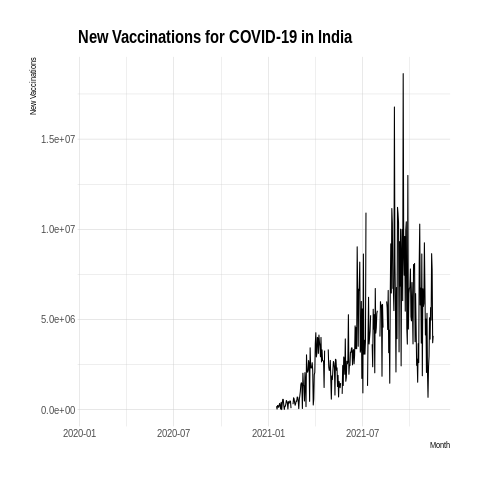 New Vaccinations for COVID-19 in India
New Vaccinations
1.5e+07
1.0e+07
5.0e+06
0.0e+00
2020-01 2020-07 2021-01 2021-07
Month